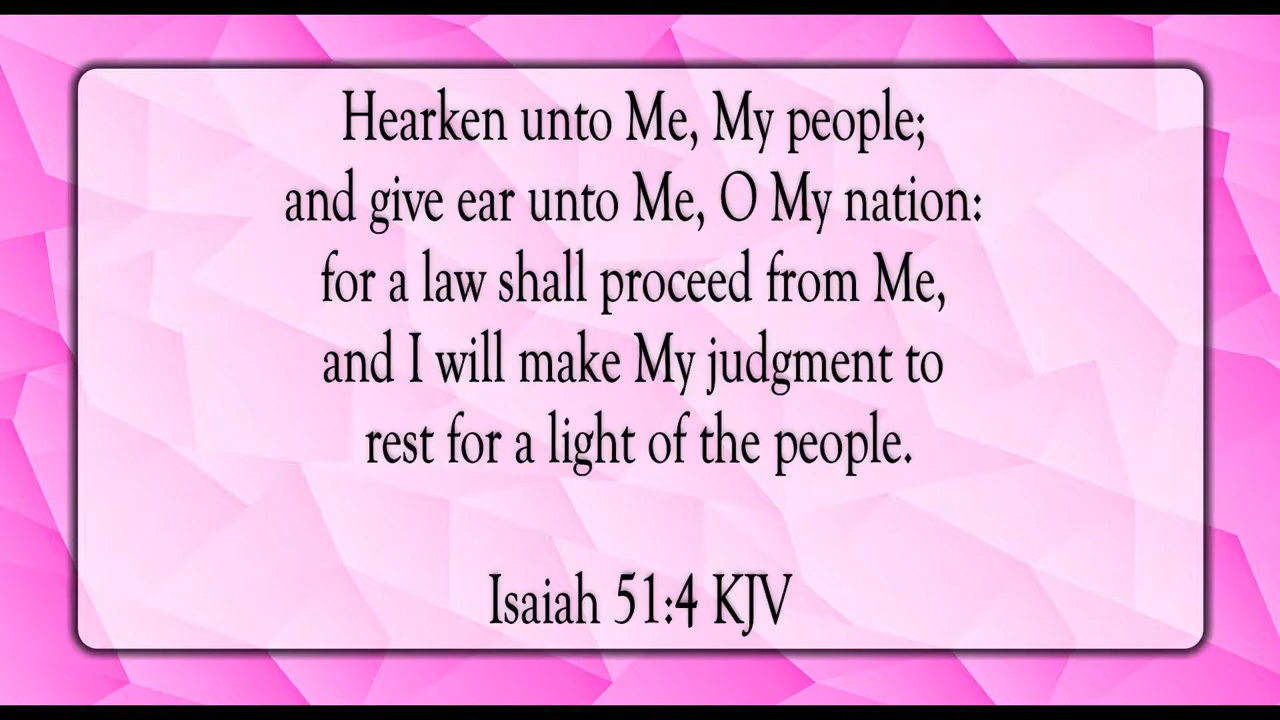 Hearken unto Me, My people;
and give ear unto Me, O My nation:
for a law shall proceed from Me,
and I will make My judgment to
rest for a light of the people.
Isaiah 51:4 KJV